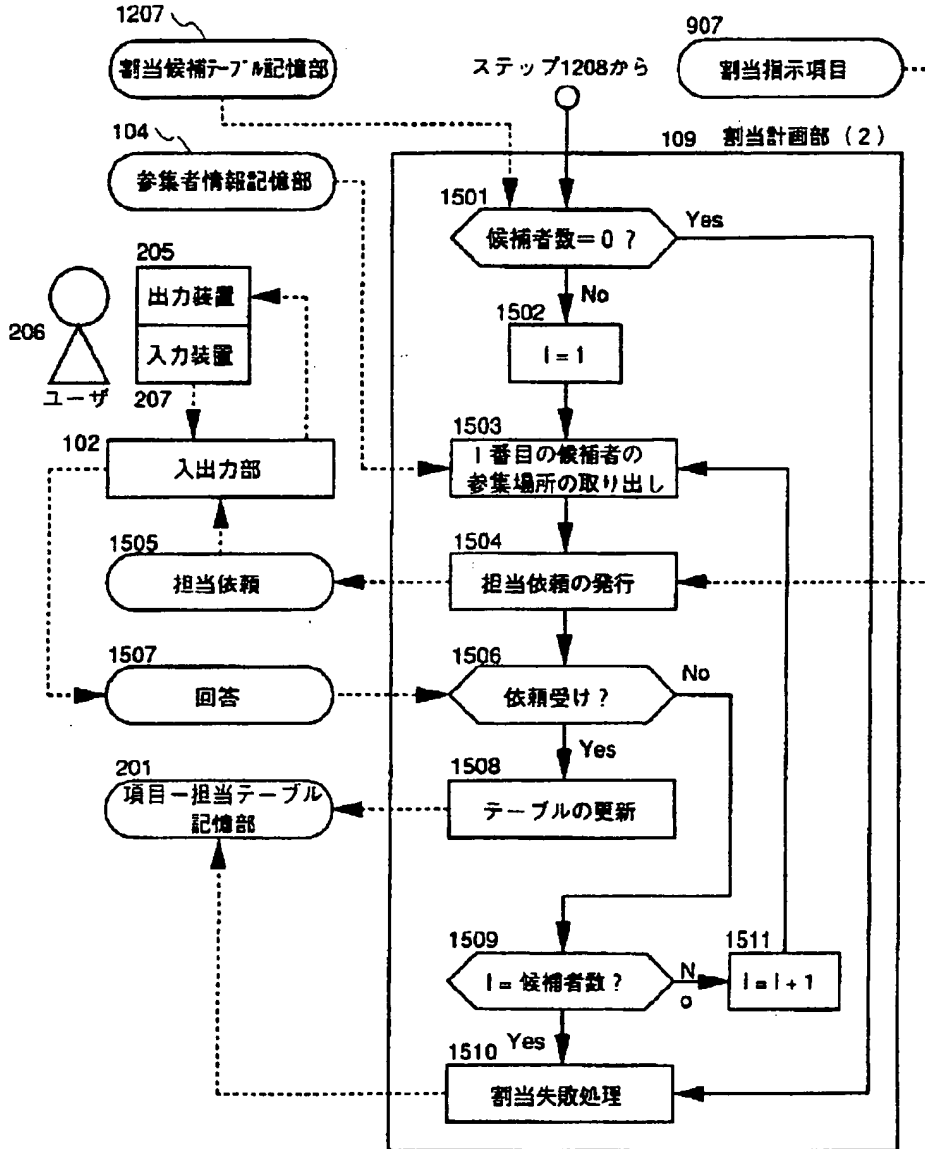 1207
割当候補テーブル記憶部
ステップ1208から
907
割当指示項目
104
参集者情報記憶部
109 割当計画部(2)
1501
候補者数=0?
Yes
No
205
出力装置
入力装置
207
206
ユーザ
1502
I=1
102
入出力部
1503
I番目の候補者の
参集場所の取り出し
1504
担当依頼の発行
1505
担当依頼
1506
依頼受け?
No
Yes
1507
回答
1508
テーブルの更新
201
項目ー担当テーブル
記憶部
1509
I=候補者数?
N
o
Yes
1511
I=I+1
1510
割当失敗処理